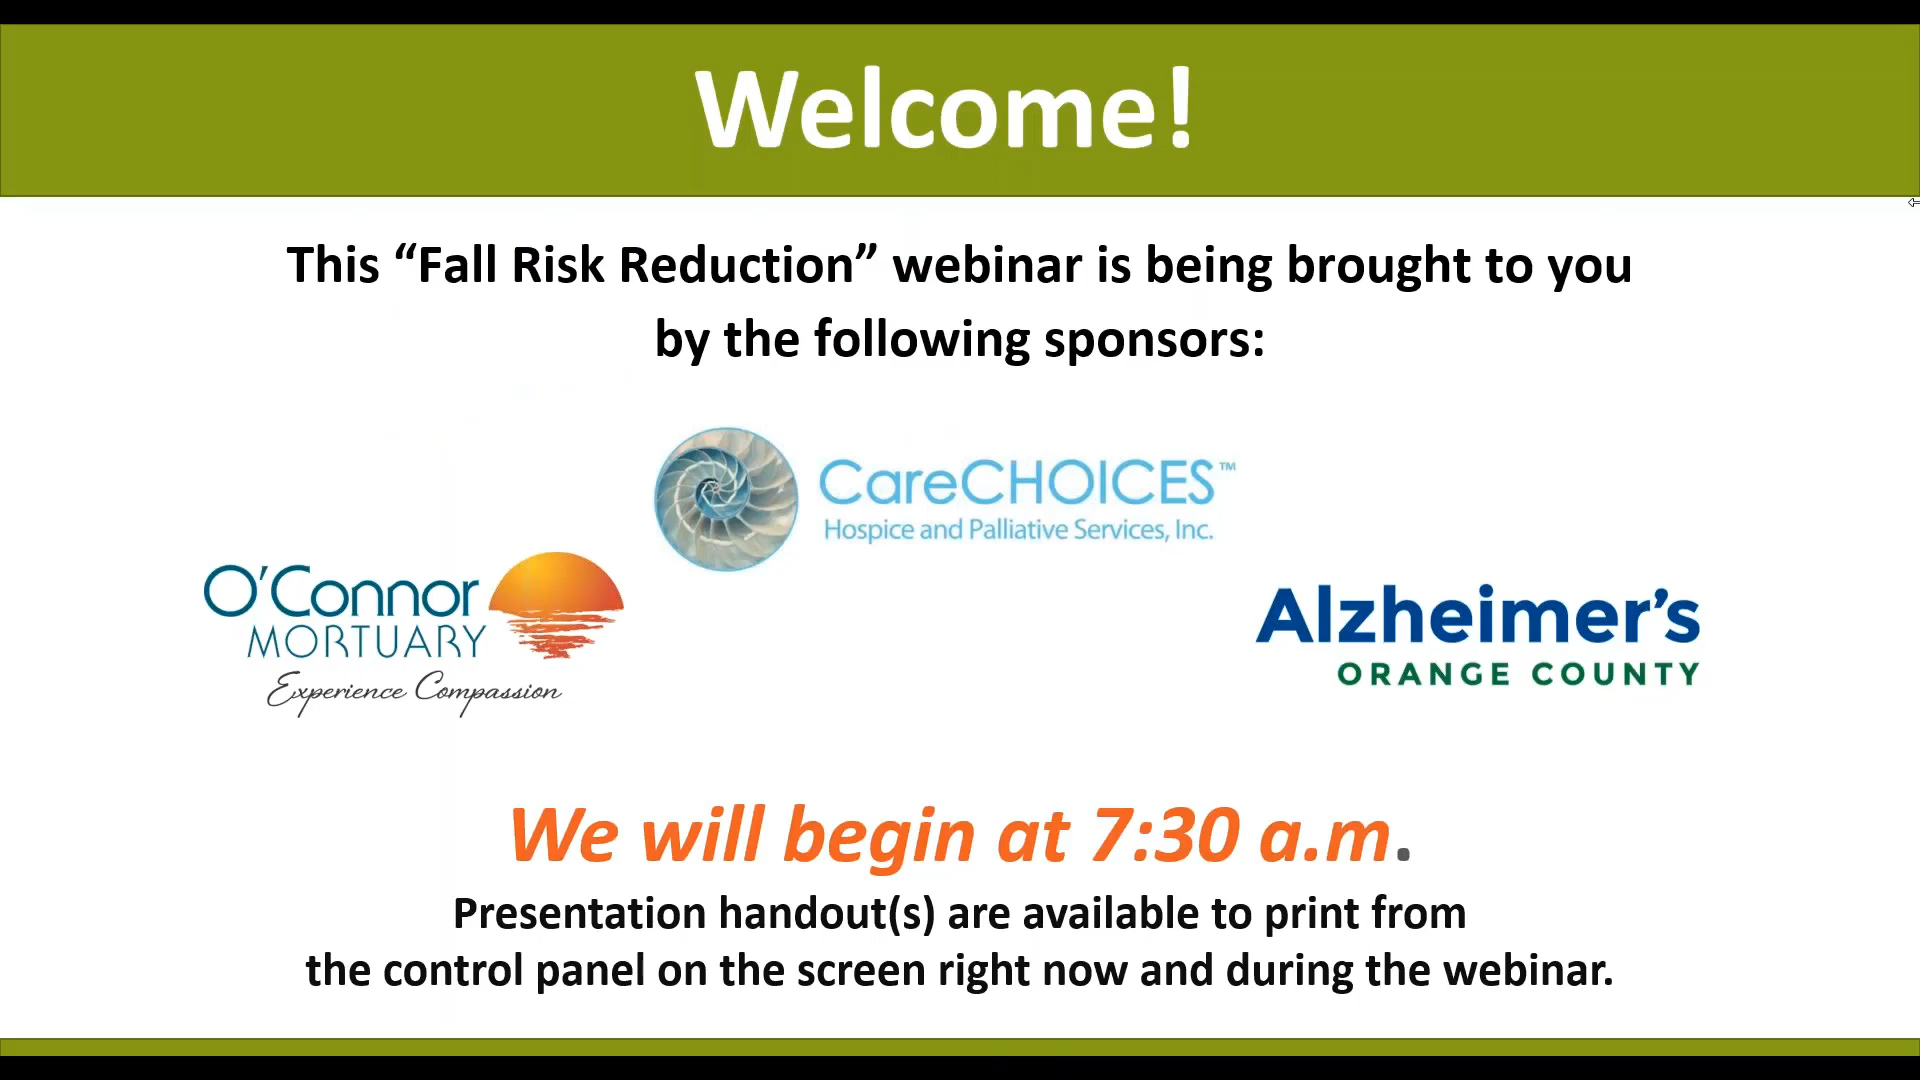 Welcome!
This “Fall Risk Reduction” webinar is being brought to you
by the following sponsors:
CareCHOICES™
Hospice and Palliative Services, Inc.
O’Connor
MORTUARY
Experience Compassion
Alzheimer’s
ORANGE COUNTY
We will begin at 7:30 a.m.
Presentation handout(s) are available to print from
the control panel on the screen right now and during the webinar.